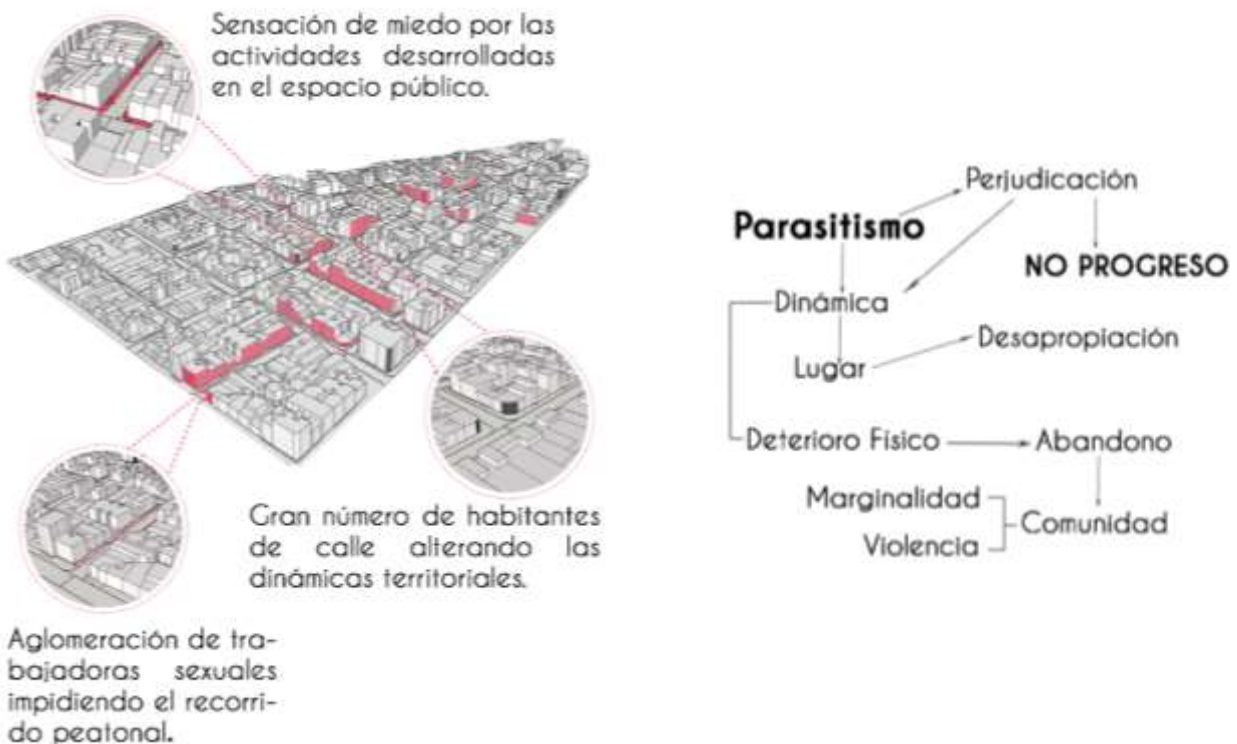 Sensación de miedo por las
actividades desarrolladas
en el espacio público.
Gran número de habitantes
de calle alterando las
dinámicas territoriales.
Aglomeración de tra-
bajadoras sexuales
impidiendo el recorri-
do peatonal.
Perjudicación
Parasitismo
NO PROGRESO
Dinámica
Desapropiación
Lugar
Deterioro Físico
Abandono
Marginalidad
Comunidad
Violencia